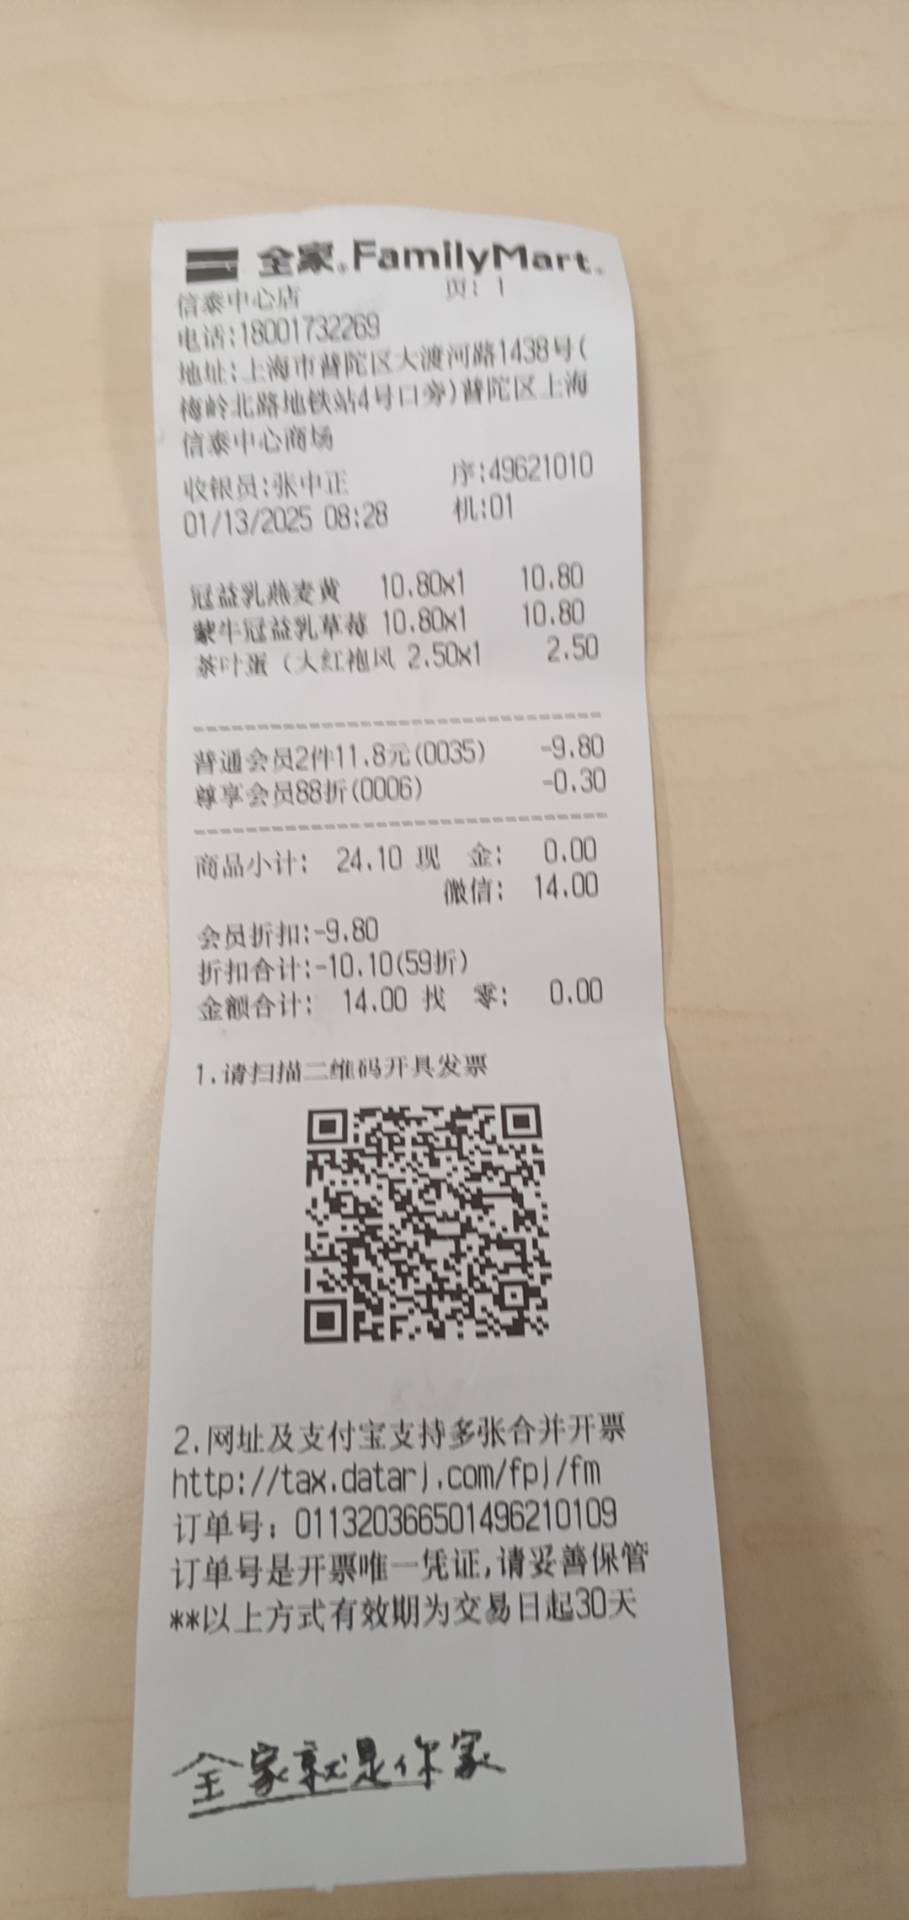 全家 FamilyMart
信泰中心店 页: 1
电话:18001732269
地址:上海市普陀区大渡河路1438号(
梅岭北路地铁站4号口旁)普陀区上海
信泰中心商场
收银员:张中正 序:49621010
01/13/2025 08:28 机:01
冠益乳燕麦黄 10.80x1 10.80
蒙牛冠益乳草莓 10.80x1 10.80
茶叶蛋（大红袍风 2.50x1 2.50
普通会员2件11.8元(0035) -9.80
尊享会员88折(0006) -0.30
商品小计: 24.10 现 金: 0.00
微信: 14.00
会员折扣:-9.80
折扣合计:-10.10(59折)
金额合计: 14.00 找 零: 0.00
1.请扫描二维码开具发票
2.网址及支付宝支持多张合并开票
http://tax.datarj.com/fpj/fm
订单号: 0113203665014962​10109
订单号是开票唯一凭证,请妥善保管
**以上方式有效期为交易日起30天
全家就是你家